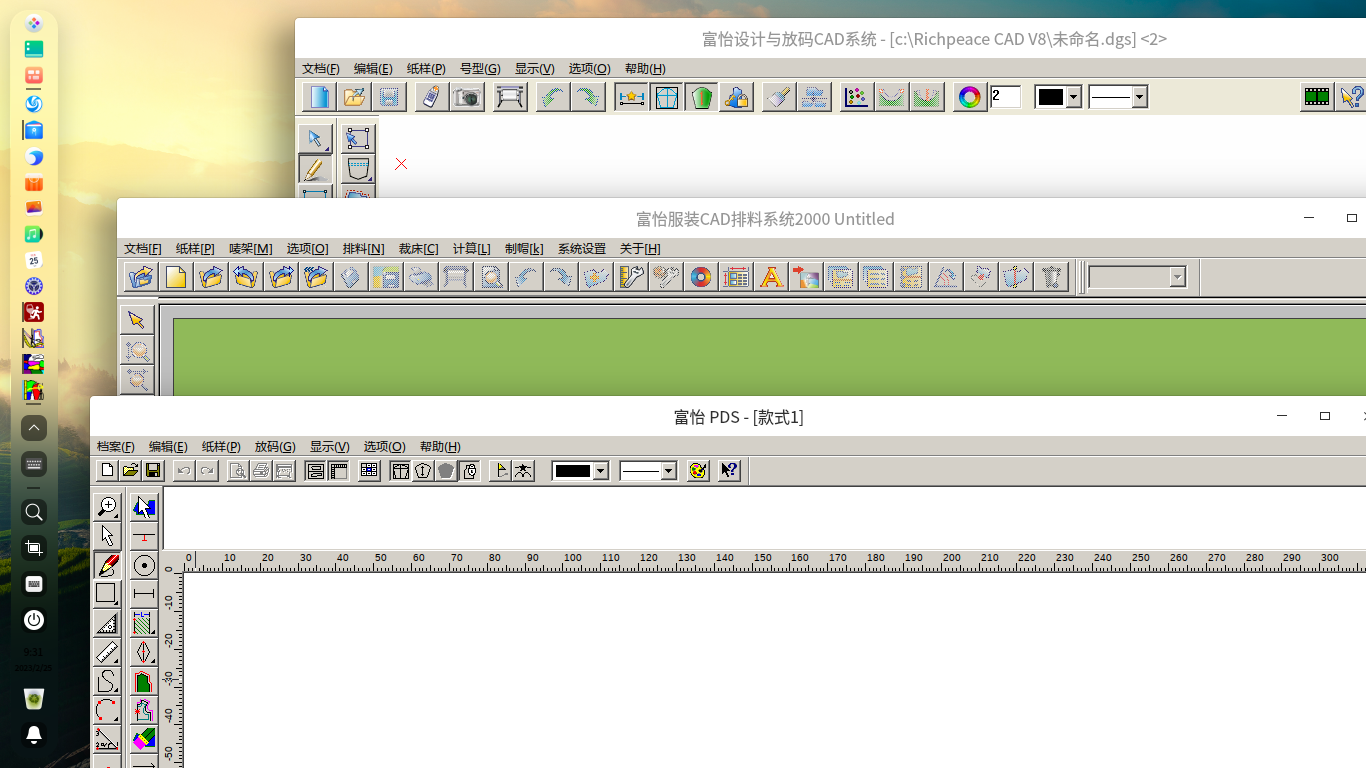 富怡设计与放码CAD系统 - [c:\Richpeace CAD V8\未命名.dgs] <2>
文档(F) 编辑(E) 纸样(P) 号型(G) 显示(V) 选项(O) 帮助(H)
2
富怡服装CAD排料系统2000 Untitled
文档[F] 纸样[P] 唛架[M] 选项[O] 排料[N] 裁床[C] 计算[L] 制帽[k] 系统设置 关于[H]
富怡 PDS - [款式1]
档案(F) 编辑(E) 纸样(P) 放码(G) 显示(V) 选项(O) 帮助(H)
0 10 20 30 40 50 60 70 80 90 100 110 120 130 140 150 160 170 180 190 200 210 220 230 240 250 260 270 280 290 300
0
-10
-20
-30
-40
-50
25
9:31